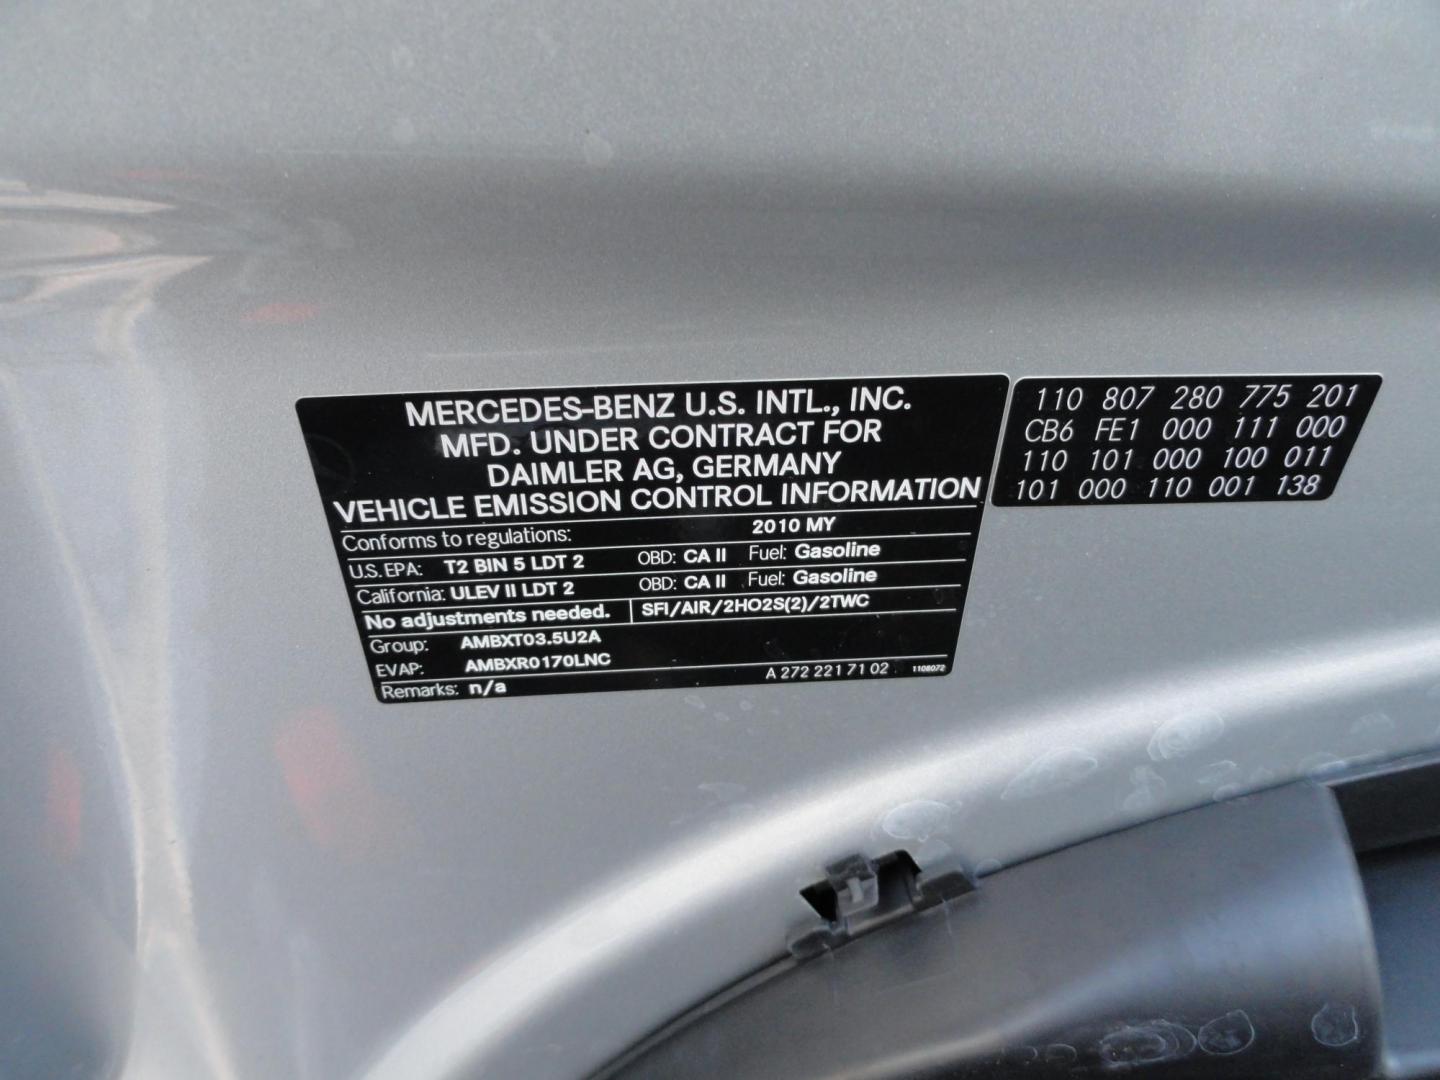 MERCEDES-BENZ U.S. INTL., INC.
MFD. UNDER CONTRACT FOR
DAIMLER AG, GERMANY
VEHICLE EMISSION CONTROL INFORMATION
Conforms to regulations: 2010 MY
U.S. EPA: T2 BIN 5 LDT 2 OBD: CA II Fuel: Gasoline
California: ULEV II LDT 2 OBD: CA II Fuel: Gasoline
No adjustments needed. SFI/AIR/2HO2S(2)/2TWC
Group: AMBXT03.5U2A
EVAP: AMBXR0170LNC
Remarks: n/a A 272 221 71 02 1108072
110 807 280 775 201
CB6 FE1 000 111 000
110 101 000 100 011
101 000 110 001 138